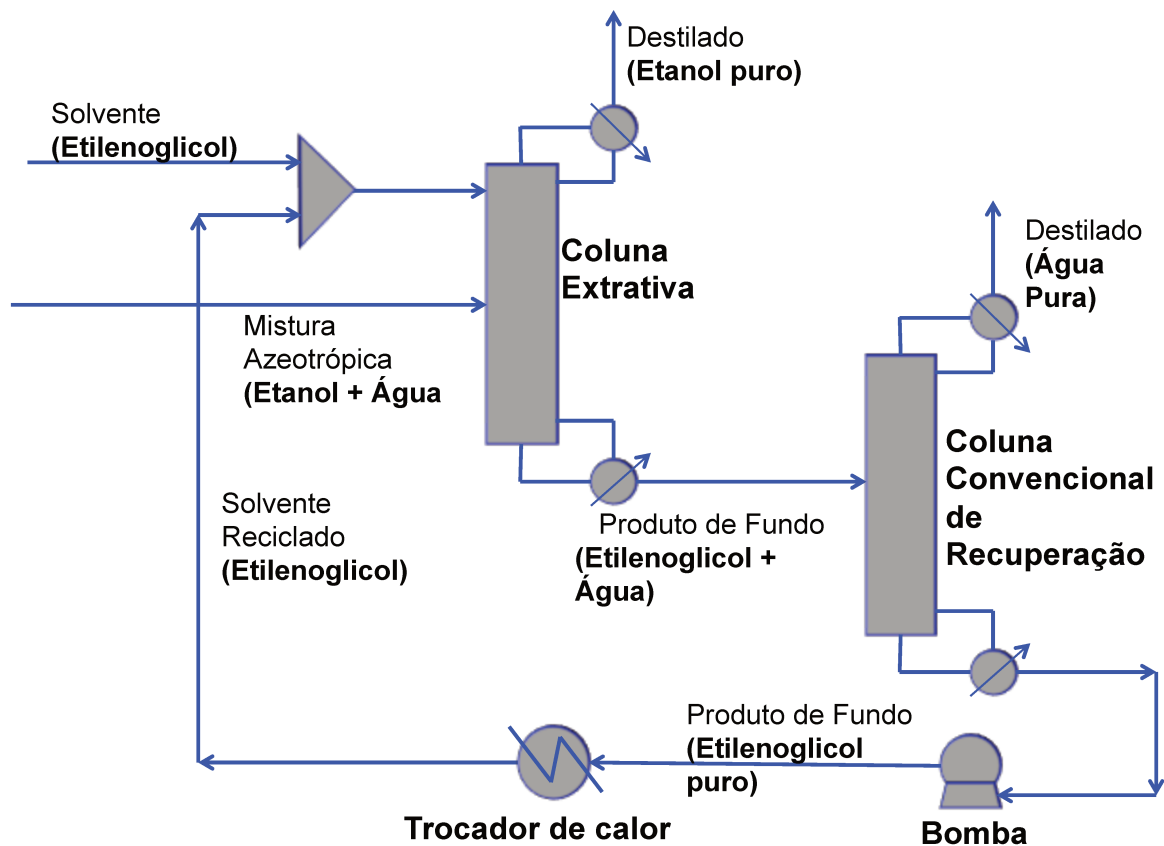 Destilado
(Etanol puro)
Solvente
(Etilenoglicol)
Destilado
(Água
Pura)
Coluna
Extrativa
Mistura
Azeotrópica
(Etanol + Água
Coluna
Convencional
de
Recuperação
Solvente
Reciclado
(Etilenoglicol)
Produto de Fundo
(Etilenoglicol +
Água)
Produto de Fundo
(Etilenoglicol
puro)
Trocador de calor
Bomba